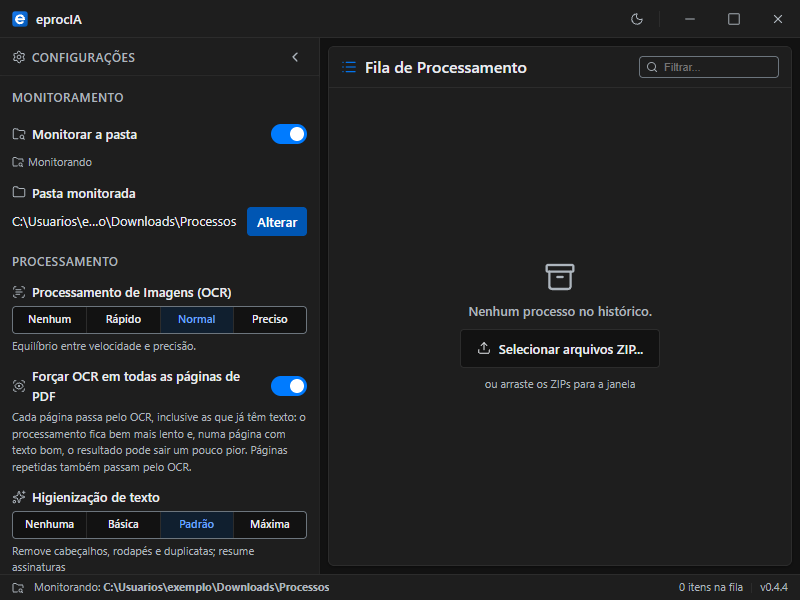 eprocIA
CONFIGURAÇÕES
MONITORAMENTO
Monitorar a pasta
Monitorando
Pasta monitorada
C:\Usuarios\e...o\Downloads\Processos
Alterar
PROCESSAMENTO
Processamento de Imagens (OCR)
Nenhum Rápido Normal Preciso
Equilíbrio entre velocidade e precisão.
Forçar OCR em todas as páginas de
PDF
Cada página passa pelo OCR, inclusive as que já têm texto: o
processamento fica bem mais lento e, numa página com
texto bom, o resultado pode sair um pouco pior. Páginas
repetidas também passam pelo OCR.
Higienização de texto
Nenhuma Básica Padrão Máxima
Remove cabeçalhos, rodapés e duplicatas; resume
assinaturas
Fila de Processamento
Filtrar...
Nenhum processo no histórico.
Selecionar arquivos ZIP...
ou arraste os ZIPs para a janela
Monitorando: C:\Usuarios\exemplo\Downloads\Processos
0 itens na fila
v0.4.4